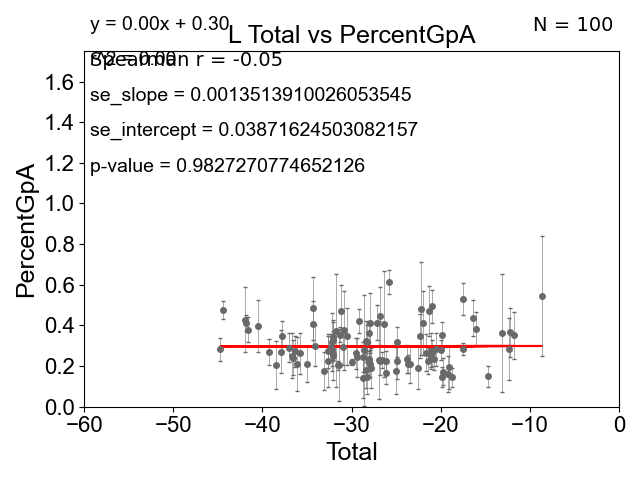 y = 0.00x + 0.30
N = 100
L Total vs PercentGpA
Spearman r = -0.05
se_slope = 0.0013513910026053545
se_intercept = 0.03871624503082157
p-value = 0.9827270774652126
PercentGpA
1.6
1.4
1.2
1.0
0.8
0.6
0.4
0.2
0.0
−60 −50 −40 −30 −20 −10 0
Total